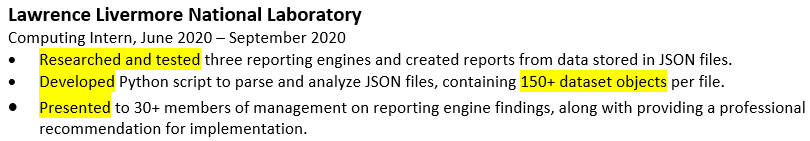 Lawrence Livermore National Laboratory
Computing Intern, June 2020 – September 2020
• Researched and tested three reporting engines and created reports from data stored in JSON files.
• Developed Python script to parse and analyze JSON files, containing 150+ dataset objects per file.
• Presented to 30+ members of management on reporting engine findings, along with providing a professional
recommendation for implementation.